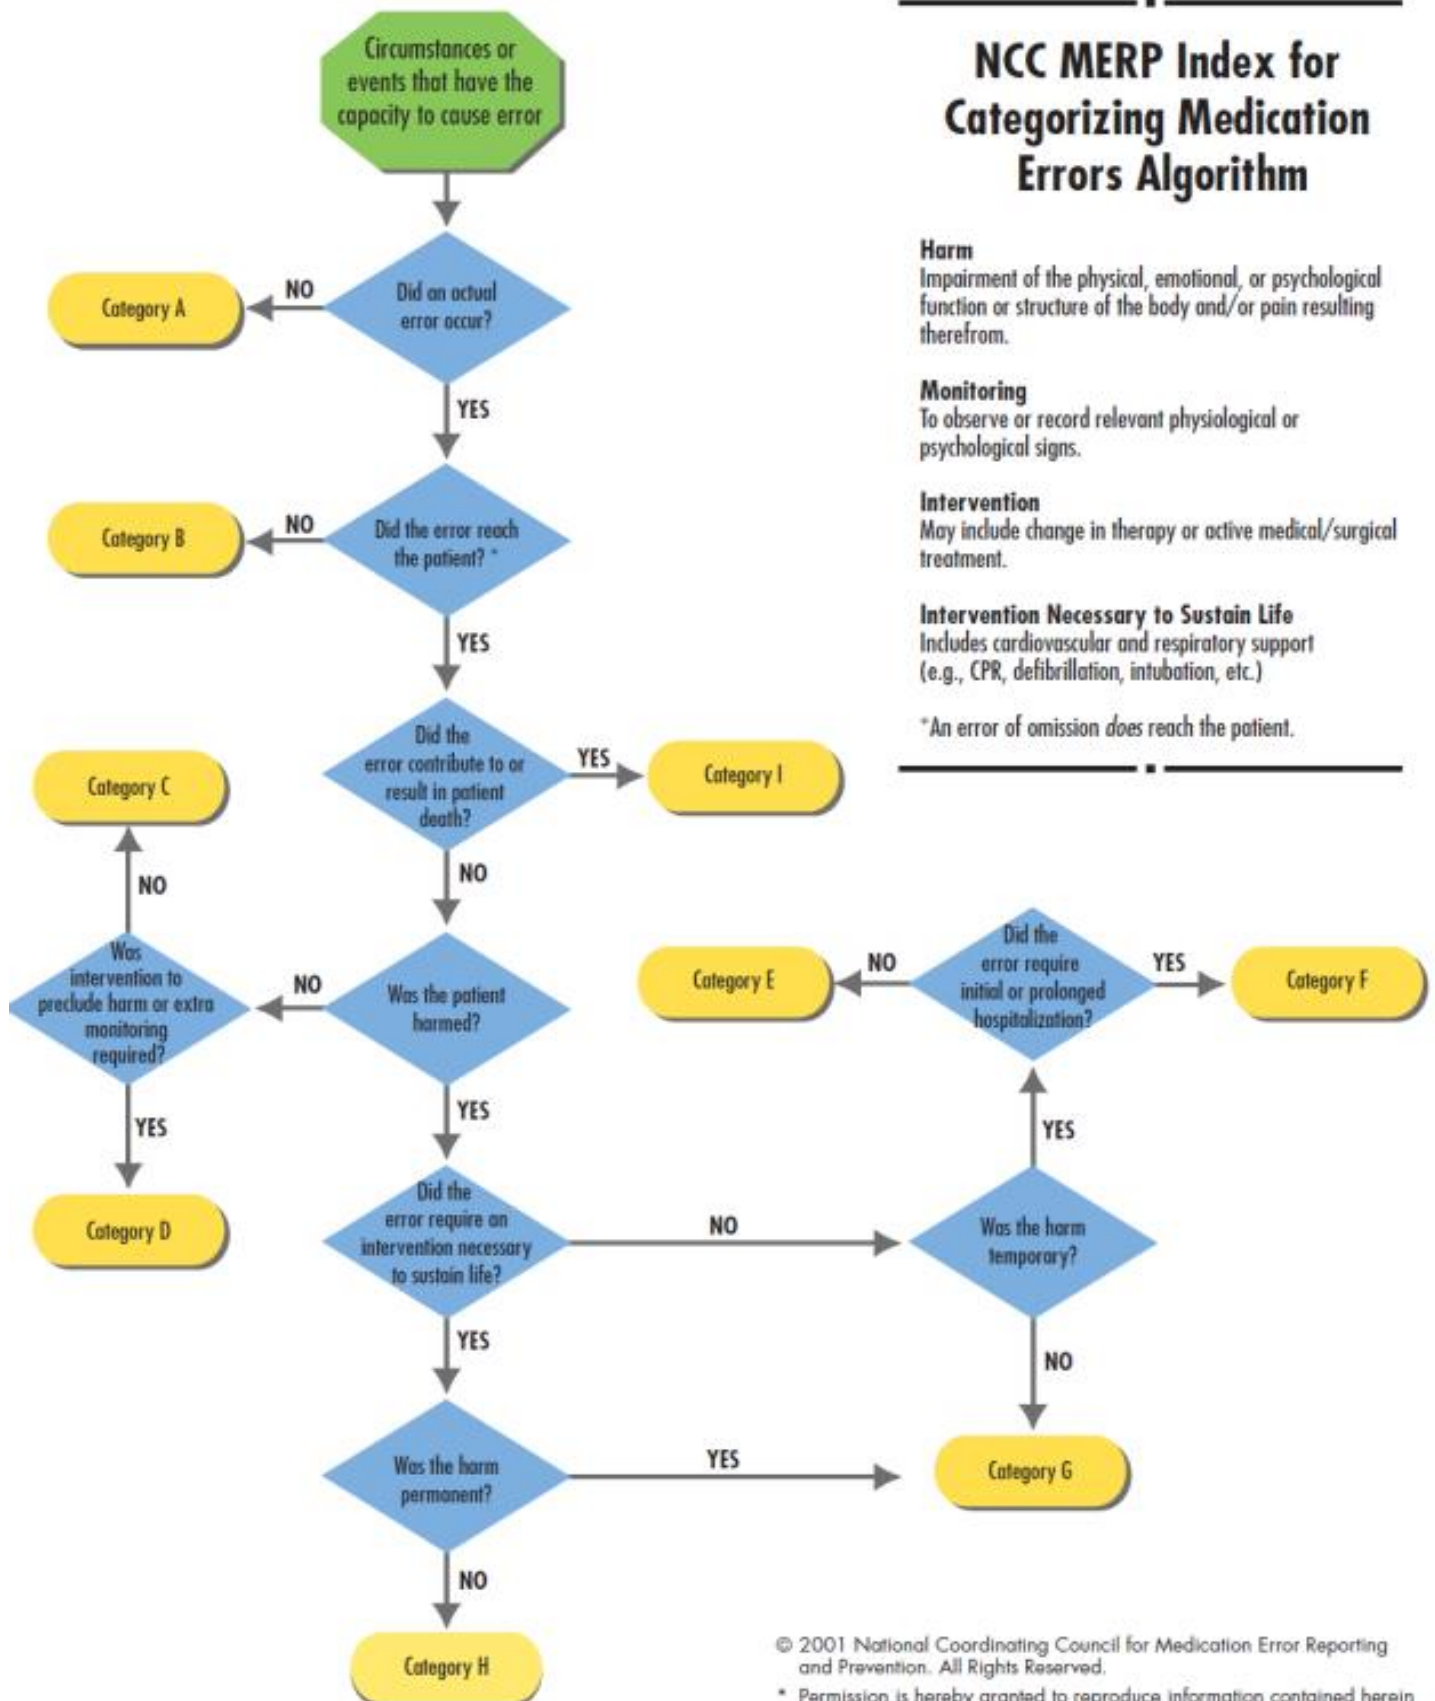 Circumstances or
events that have the
capacity to cause error
NCC MERP Index for
Categorizing Medication
Errors Algorithm
Harm
Impairment of the physical, emotional, or psychological
function or structure of the body and/or pain resulting
therefrom.
Monitoring
To observe or record relevant physiological or
psychological signs.
Intervention
May include change in therapy or active medical/surgical
treatment.
Intervention Necessary to Sustain Life
Includes cardiovascular and respiratory support
(e.g., CPR, defibrillation, intubation, etc.)
*An error of omission does reach the patient.
Did an actual
error occur?
NO
Category A
YES
Did the error reach
the patient? *
NO
Category B
YES
Did the
error contribute to or
result in patient
death?
YES
Category I
NO
Was the patient
harmed?
NO
Was
intervention to
preclude harm or extra
monitoring
required?
NO
Category C
YES
Category D
YES
Did the
error require an
intervention necessary
to sustain life?
NO
Was the harm
temporary?
YES
Did the
error require
initial or prolonged
hospitalization?
NO
Category E
YES
Category F
NO
Category G
YES
Was the harm
permanent?
YES
NO
Category H
© 2001 National Coordinating Council for Medication Error Reporting
and Prevention. All Rights Reserved.
* Permission is hereby granted to reproduce information contained herein